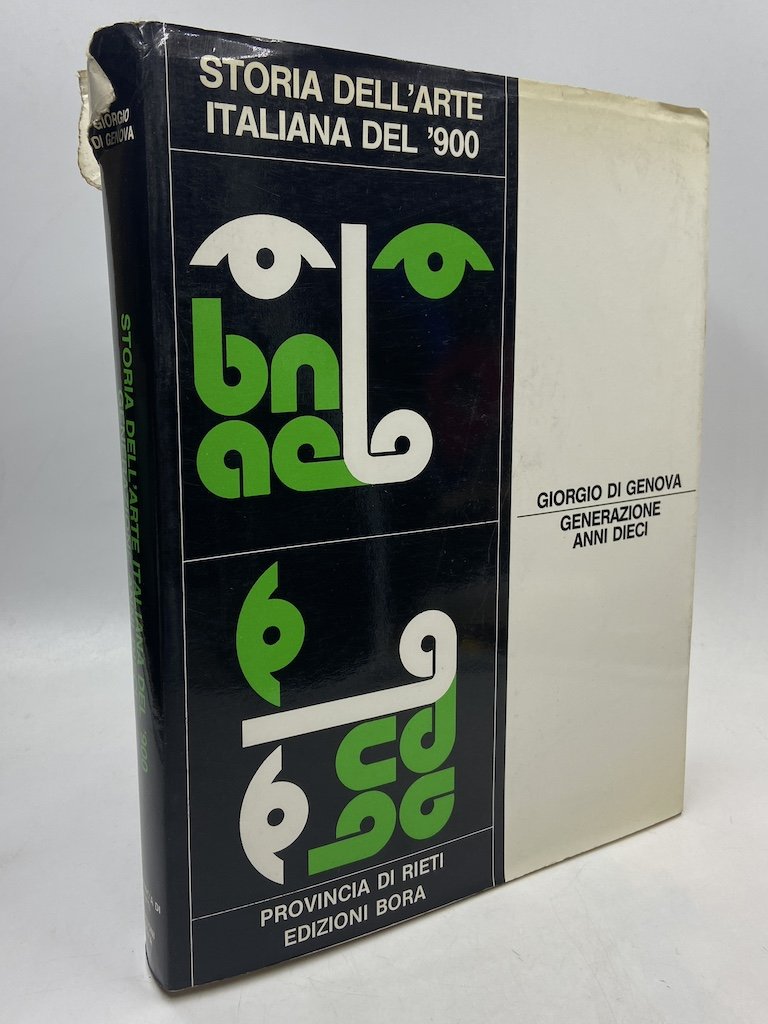 STORIA DELL'ARTE
ITALIANA DEL '900
GIORGIO DI GENOVA
GENERAZIONE
ANNI DIECI
PROVINCIA DI RIETI
EDIZIONI BORA
GIORGIO
DI GENOVA
STORIA DELL'ARTE ITALIANA DEL '900